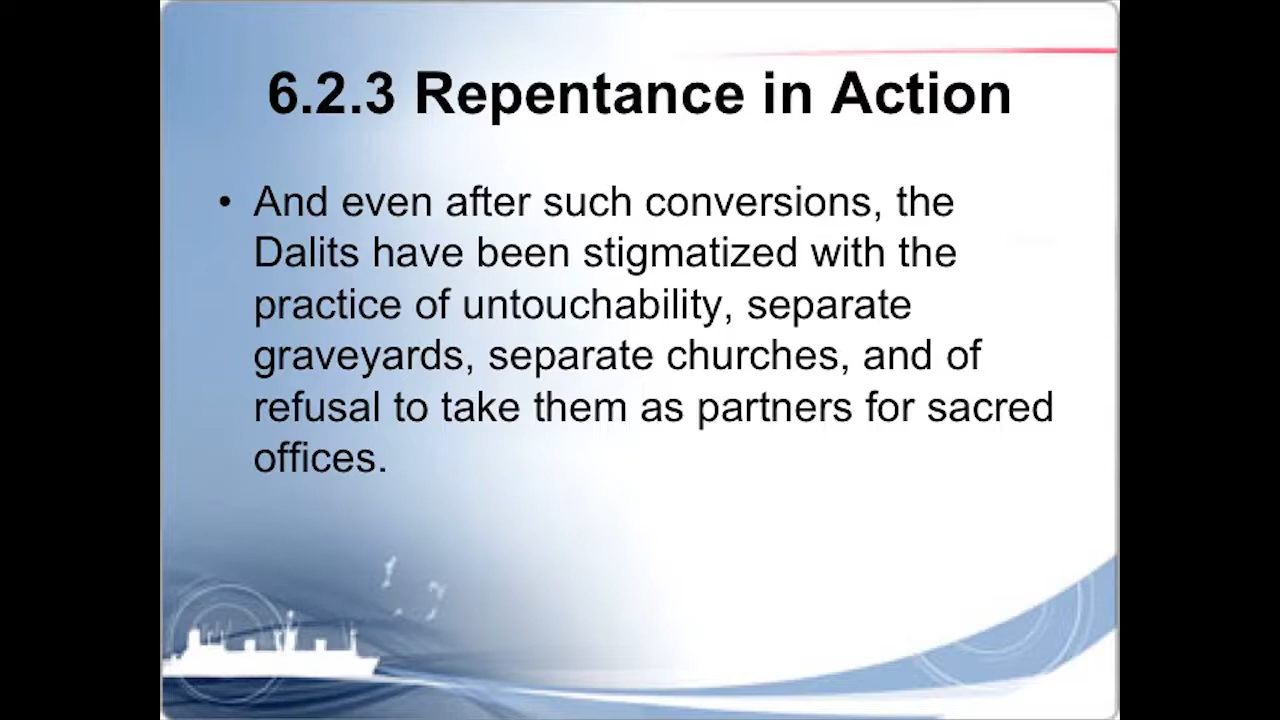 6.2.3 Repentance in Action
• And even after such conversions, the
Dalits have been stigmatized with the
practice of untouchability, separate
graveyards, separate churches, and of
refusal to take them as partners for sacred
offices.